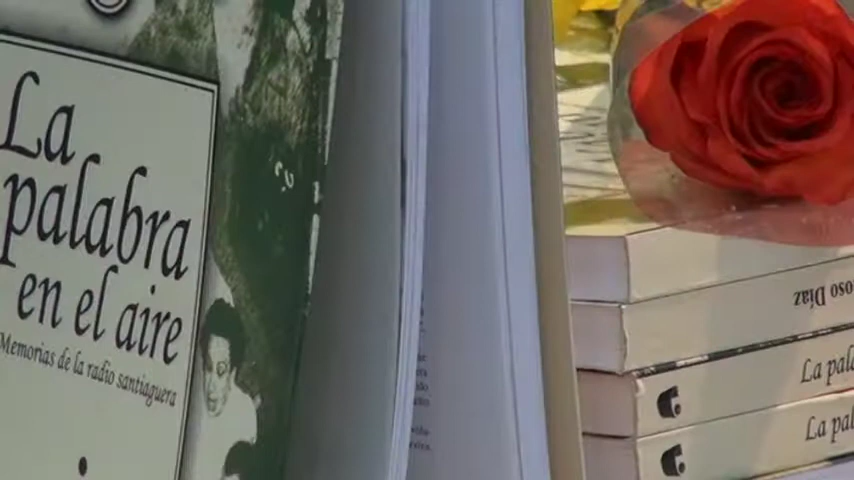 La
palabra
en el aire
Memorias de la radio santiaguera
oso Díaz
La pala
La pal